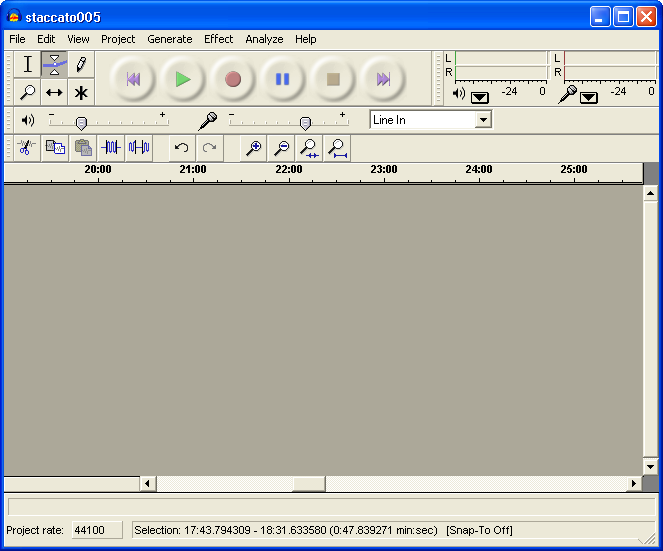 staccato005
File Edit View Project Generate Effect Analyze Help
L
R
-24 0
L
R
-24 0
- + - + Line In
20:00 21:00 22:00 23:00 24:00 25:00
Project rate: 44100 Selection: 17:43.794309 - 18:31.633580 (0:47.839271 min:sec) [Snap-To Off]